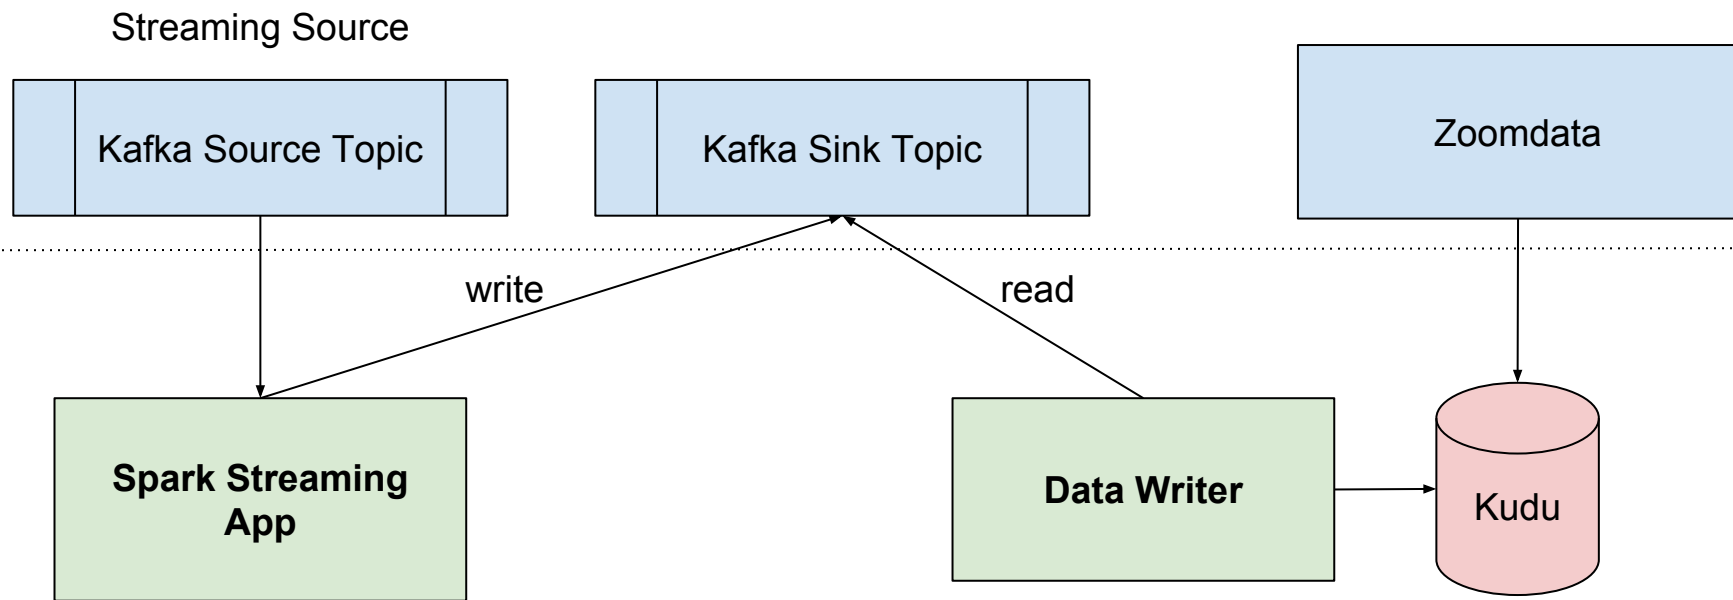 Streaming Source
Kafka Source Topic
Kafka Sink Topic
Zoomdata
write
read
Spark Streaming
App
Data Writer
Kudu